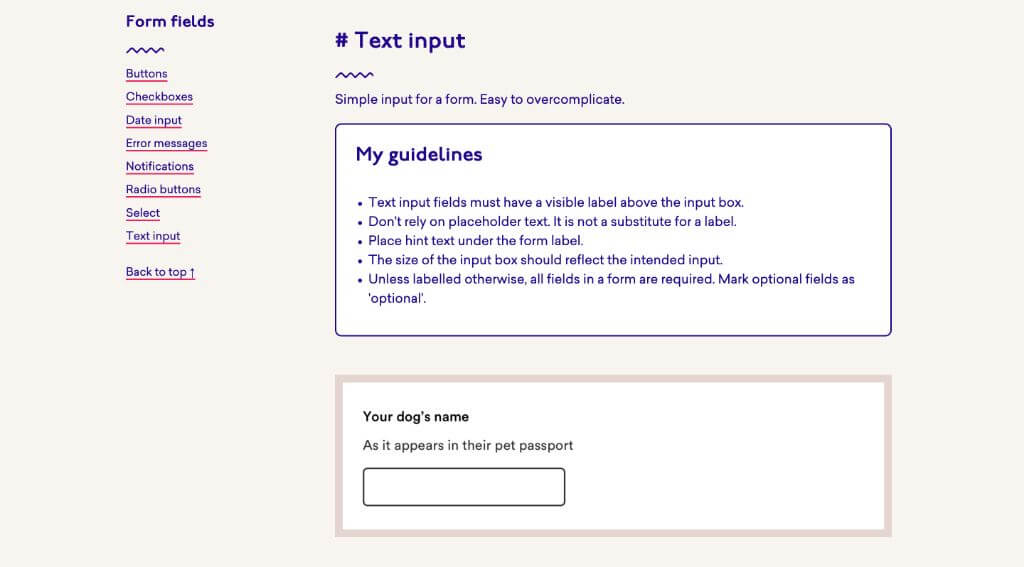 Form fields
Buttons
Checkboxes
Date input
Error messages
Notifications
Radio buttons
Select
Text input
Back to top ↑
# Text input
Simple input for a form. Easy to overcomplicate.
My guidelines
• Text input fields must have a visible label above the input box.
• Don't rely on placeholder text. It is not a substitute for a label.
• Place hint text under the form label.
• The size of the input box should reflect the intended input.
• Unless labelled otherwise, all fields in a form are required. Mark optional fields as
'optional'.
Your dog's name
As it appears in their pet passport